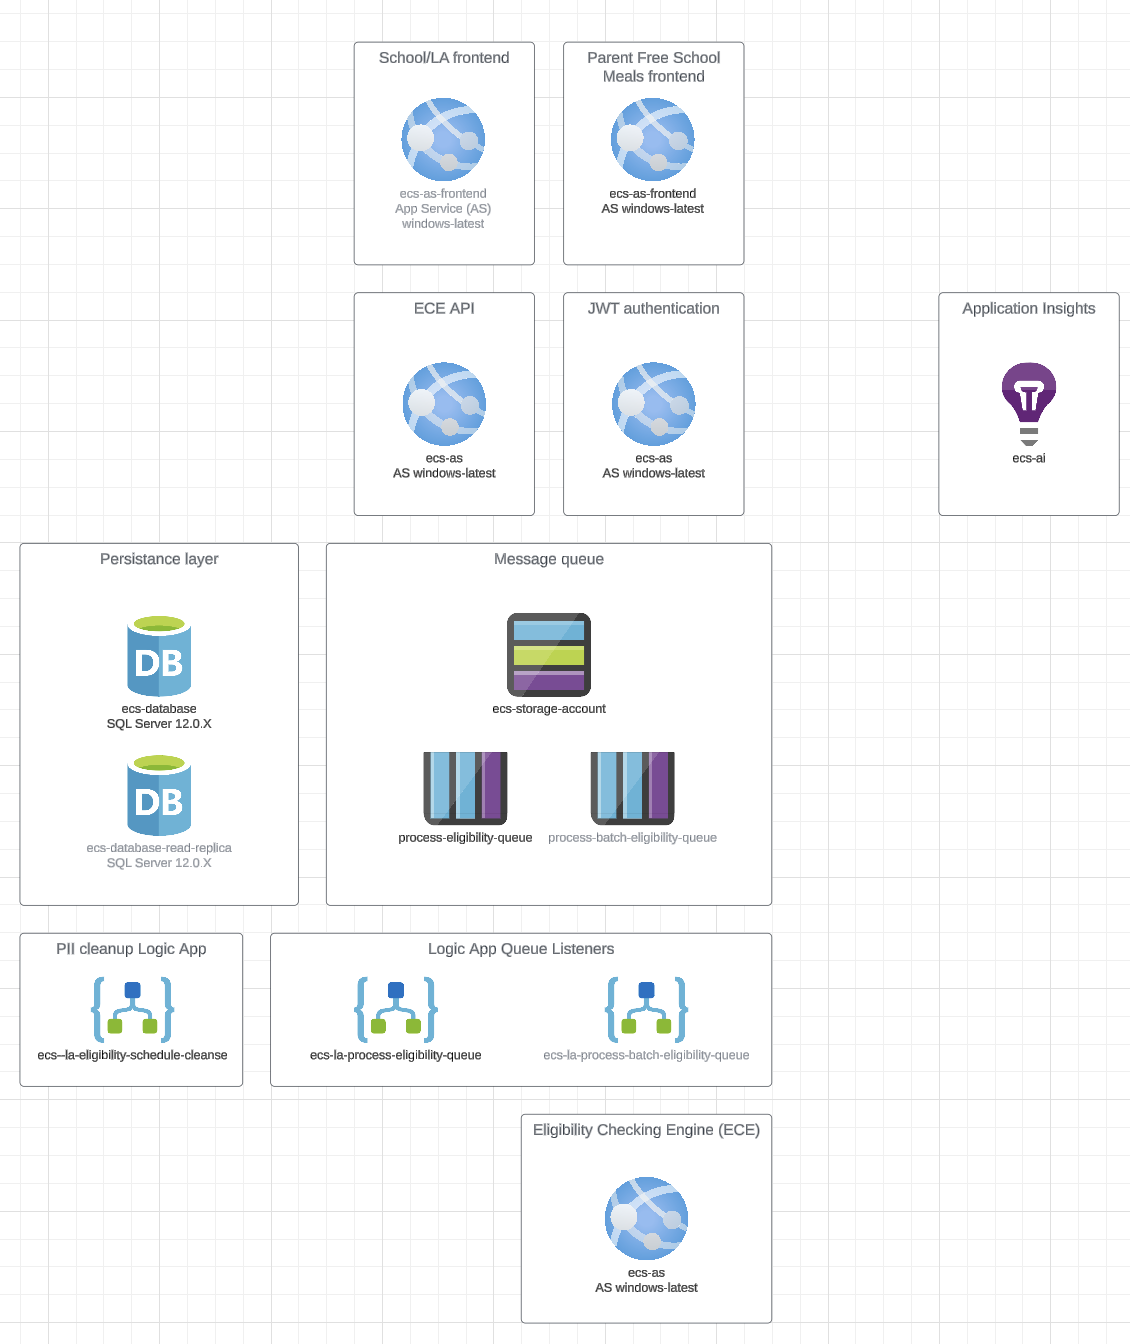 School/LA frontend
ecs-as-frontend
App Service (AS)
windows-latest
Parent Free School
Meals frontend
ecs-as-frontend
AS windows-latest
ECE API
ecs-as
AS windows-latest
JWT authentication
ecs-as
AS windows-latest
Application Insights
ecs-ai
Persistance layer
DB
ecs-database
SQL Server 12.0.X
DB
ecs-database-read-replica
SQL Server 12.0.X
Message queue
ecs-storage-account
process-eligibility-queue
process-batch-eligibility-queue
PII cleanup Logic App
ecs--la-eligibility-schedule-cleanse
Logic App Queue Listeners
ecs-la-process-eligibility-queue
ecs-la-process-batch-eligibility-queue
Eligibility Checking Engine (ECE)
ecs-as
AS windows-latest